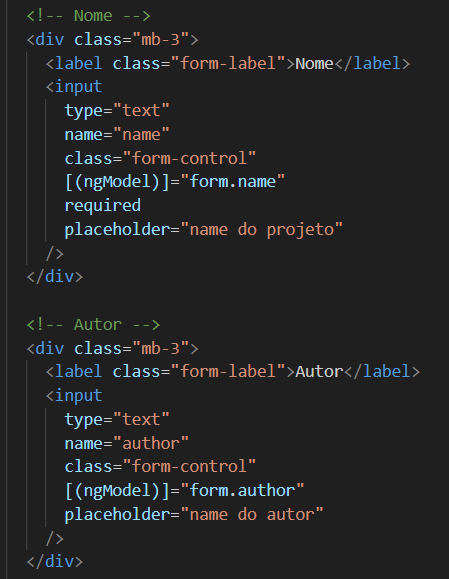 <!-- Nome -->
<div class="mb-3">
<label class="form-label">Nome</label>
<input
type="text"
name="name"
class="form-control"
[(ngModel)]="form.name"
required
placeholder="name do projeto"
/>
</div>
<!-- Autor -->
<div class="mb-3">
<label class="form-label">Autor</label>
<input
type="text"
name="author"
class="form-control"
[(ngModel)]="form.author"
placeholder="name do autor"
/>
</div>